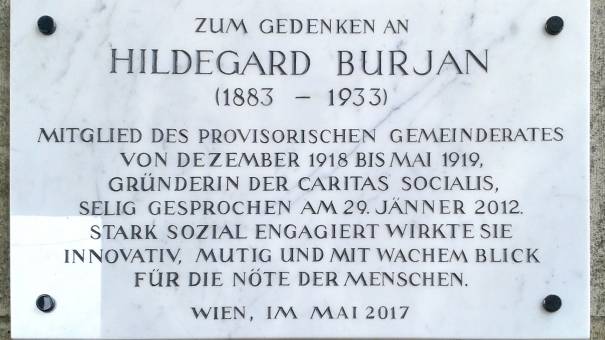 ZUM GEDENKEN AN
HILDEGARD BURJAN
(1883 – 1933)
MITGLIED DES PROVISORISCHEN GEMEINDERATES
VON DEZEMBER 1918 BIS MAI 1919,
GRÜNDERIN DER CARITAS SOCIALIS,
SELIG GESPROCHEN AM 29. JÄNNER 2012.
STARK SOZIAL ENGAGIERT WIRKTE SIE
INNOVATIV, MUTIG UND MIT WACHEM BLICK
FÜR DIE NÖTE DER MENSCHEN.
WIEN, IM MAI 2017